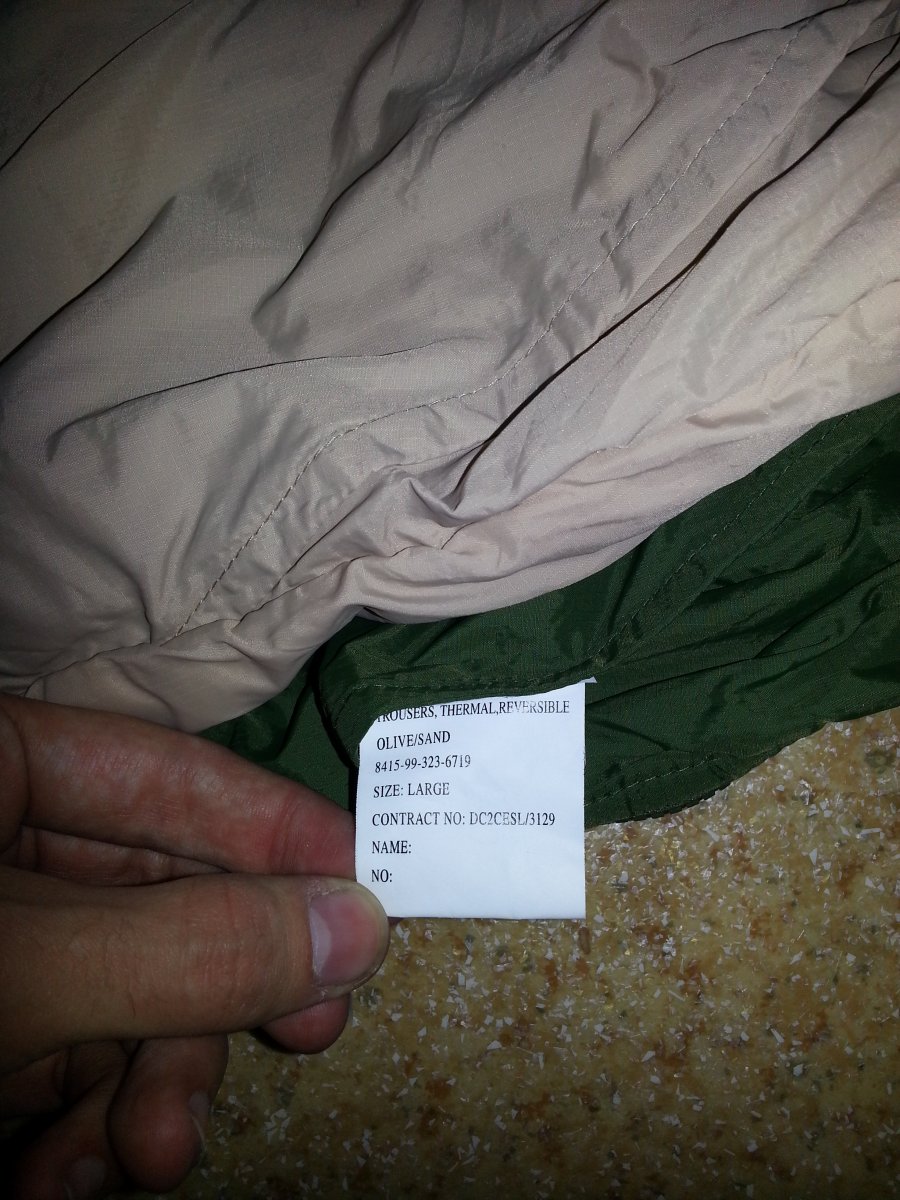 TROUSERS, THERMAL,REVERSIBLE
OLIVE/SAND
8415-99-323-6719
SIZE: LARGE
CONTRACT NO: DC2CESL/3129
NAME:
NO: